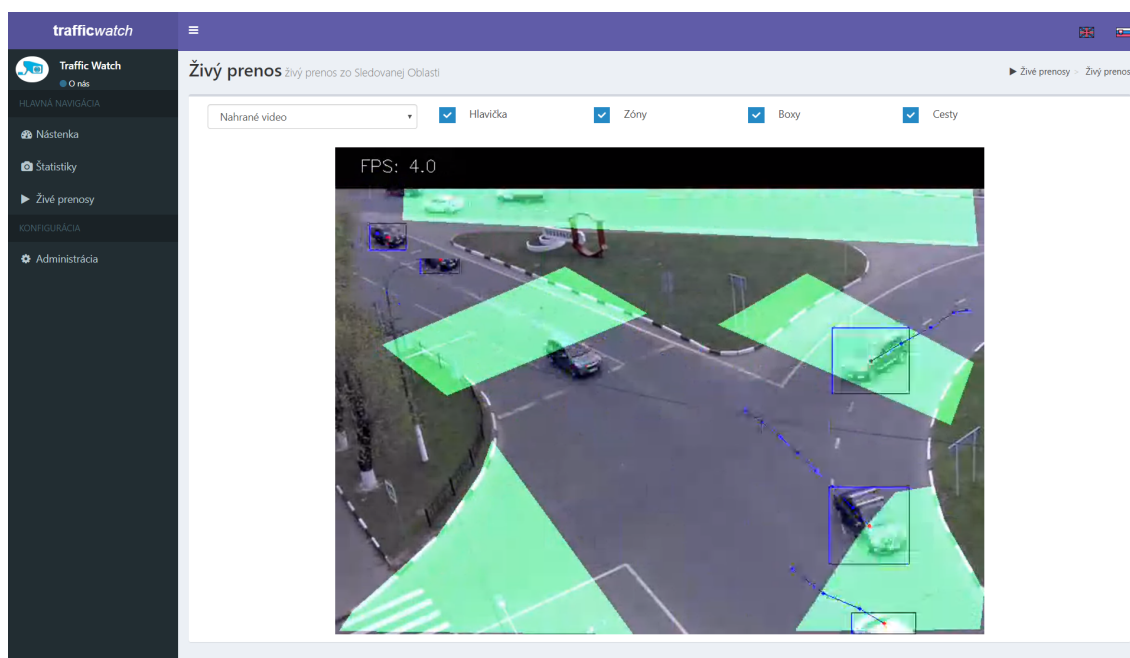 trafficwatch
Traffic Watch
O nás
HLAVNÁ NAVIGÁCIA
Nástenka
Štatistiky
Živé prenosy
KONFIGURÁCIA
Administrácia
Živý prenos živý prenos zo Sledovanej Oblasti
Živé prenosy > Živý prenos
Nahrané video
Hlavička
Zóny
Boxy
Cesty
FPS: 4.0